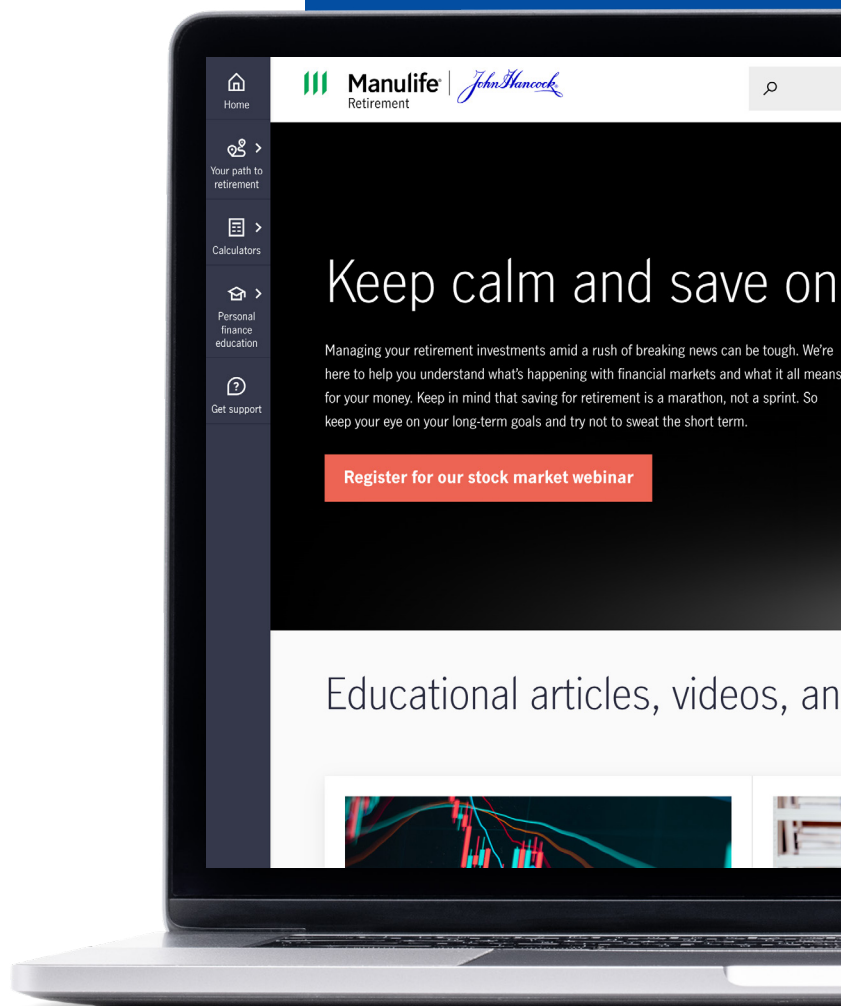 Home
Your path to
retirement
Calculators
Personal
finance
education
Get support
Manulife John Hancock
Retirement
Keep calm and save on
Managing your retirement investments amid a rush of breaking news can be tough. We're
here to help you understand what's happening with financial markets and what it all means
for your money. Keep in mind that saving for retirement is a marathon, not a sprint. So
keep your eye on your long-term goals and try not to sweat the short term.
Register for our stock market webinar
Educational articles, videos, an